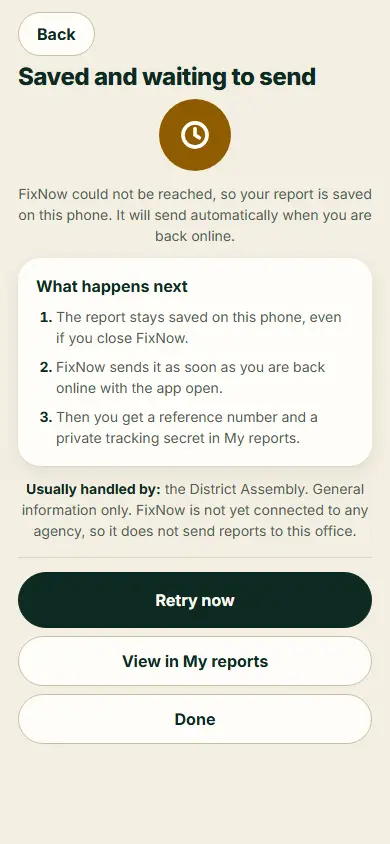 Back
Saved and waiting to send
FixNow could not be reached, so your report is saved
on this phone. It will send automatically when you are
back online.
What happens next
1. The report stays saved on this phone, even
if you close FixNow.
2. FixNow sends it as soon as you are back
online with the app open.
3. Then you get a reference number and a
private tracking secret in My reports.
Usually handled by: the District Assembly. General
information only. FixNow is not yet connected to any
agency, so it does not send reports to this office.
Retry now
View in My reports
Done